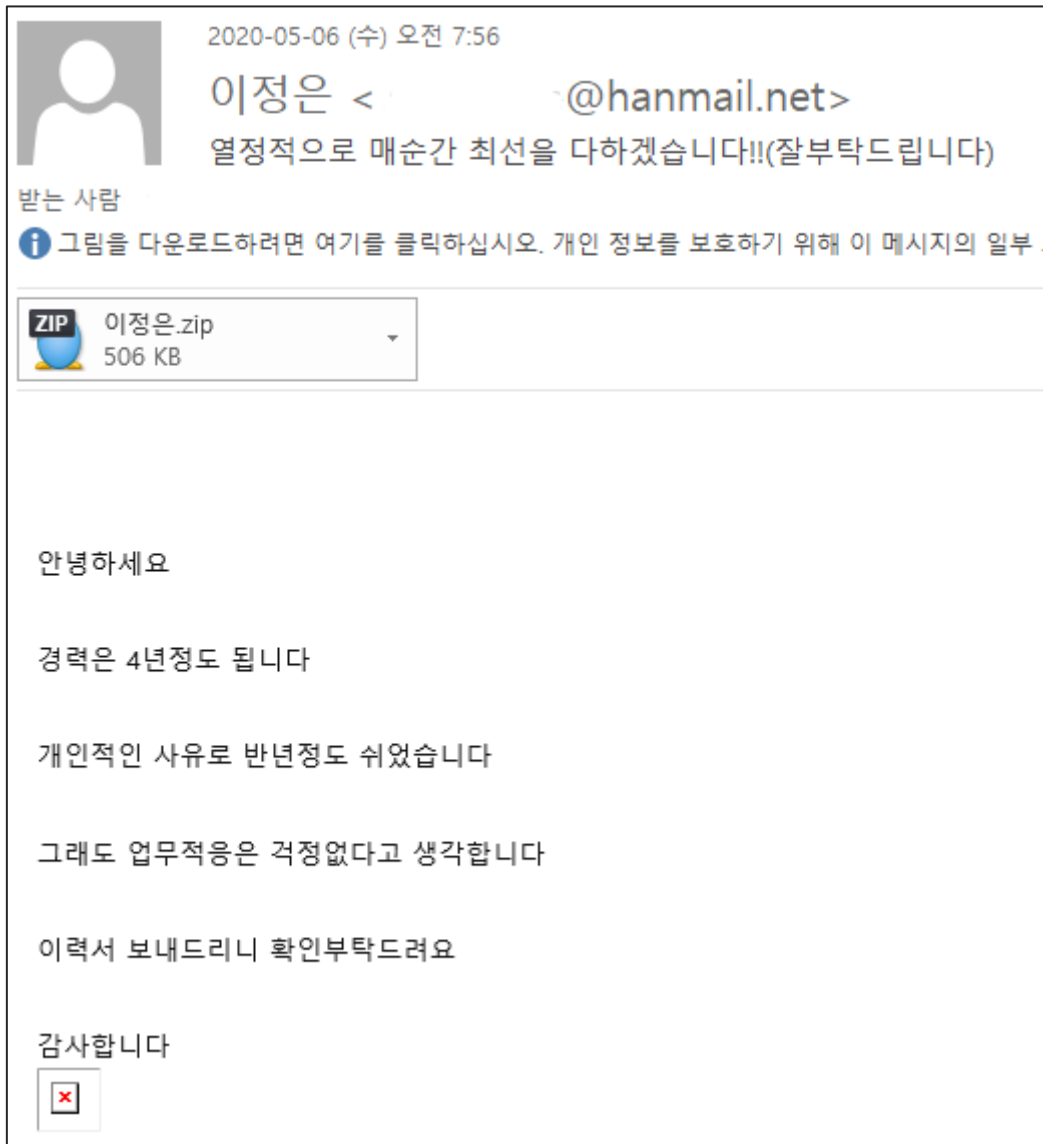 2020-05-06 (수) 오전 7:56
이정은 < @hanmail.net>
열정적으로 매순간 최선을 다하겠습니다!!(잘부탁드립니다)
받는 사람
그림을 다운로드하려면 여기를 클릭하십시오. 개인 정보를 보호하기 위해 이 메시지의 일부
ZIP
이정은.zip
506 KB
안녕하세요
경력은 4년정도 됩니다
개인적인 사유로 반년정도 쉬었습니다
그래도 업무적응은 걱정없다고 생각합니다
이력서 보내드리니 확인부탁드려요
감사합니다